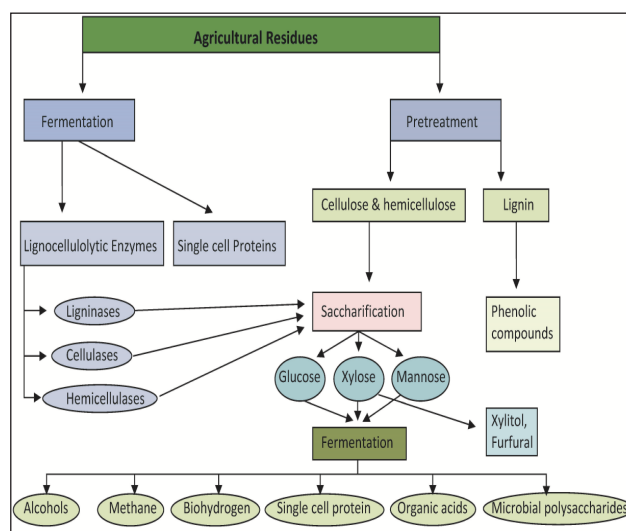 Agricultural Residues
Fermentation
Pretreatment
Cellulose & hemicellulose
Lignin
Lignocellulolytic Enzymes
Single cell Proteins
Ligninases
Saccharification
Phenolic
compounds
Cellulases
Hemicellulases
Glucose
Xylose
Mannose
Xylitol,
Furfural
Fermentation
Alcohols
Methane
Biohydrogen
Single cell protein
Organic acids
Microbial polysaccharides